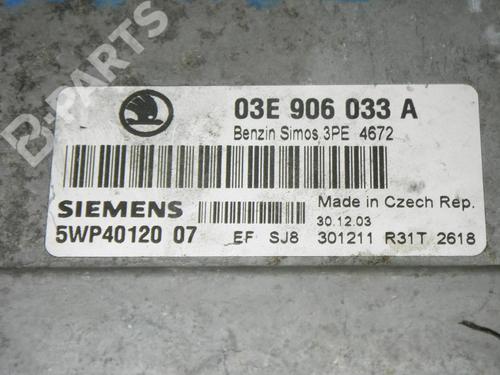 B-PARTS
03E 906 033 A
Benzin Simos 3PE 4672
SIEMENS
Made in Czech Rep.
30.12.03
5WP40120 07 EF SJ8 301211 R31T 2618